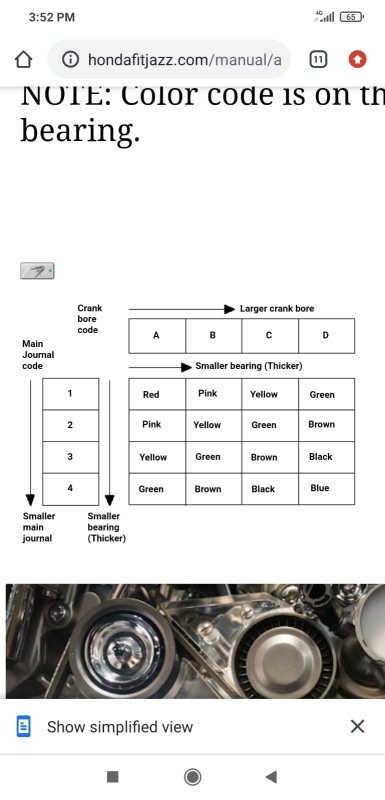 3:52 PM
4G
65
hondafitjazz.com/manual/a
11
NOTE: Color code is on th
bearing.
Crank
bore
code
Larger crank bore
A B C D
Main
Journal
code
Smaller bearing (Thicker)
1 Red Pink Yellow Green
2 Pink Yellow Green Brown
3 Yellow Green Brown Black
4 Green Brown Black Blue
Smaller
main
journal
Smaller
bearing
(Thicker)
Show simplified view